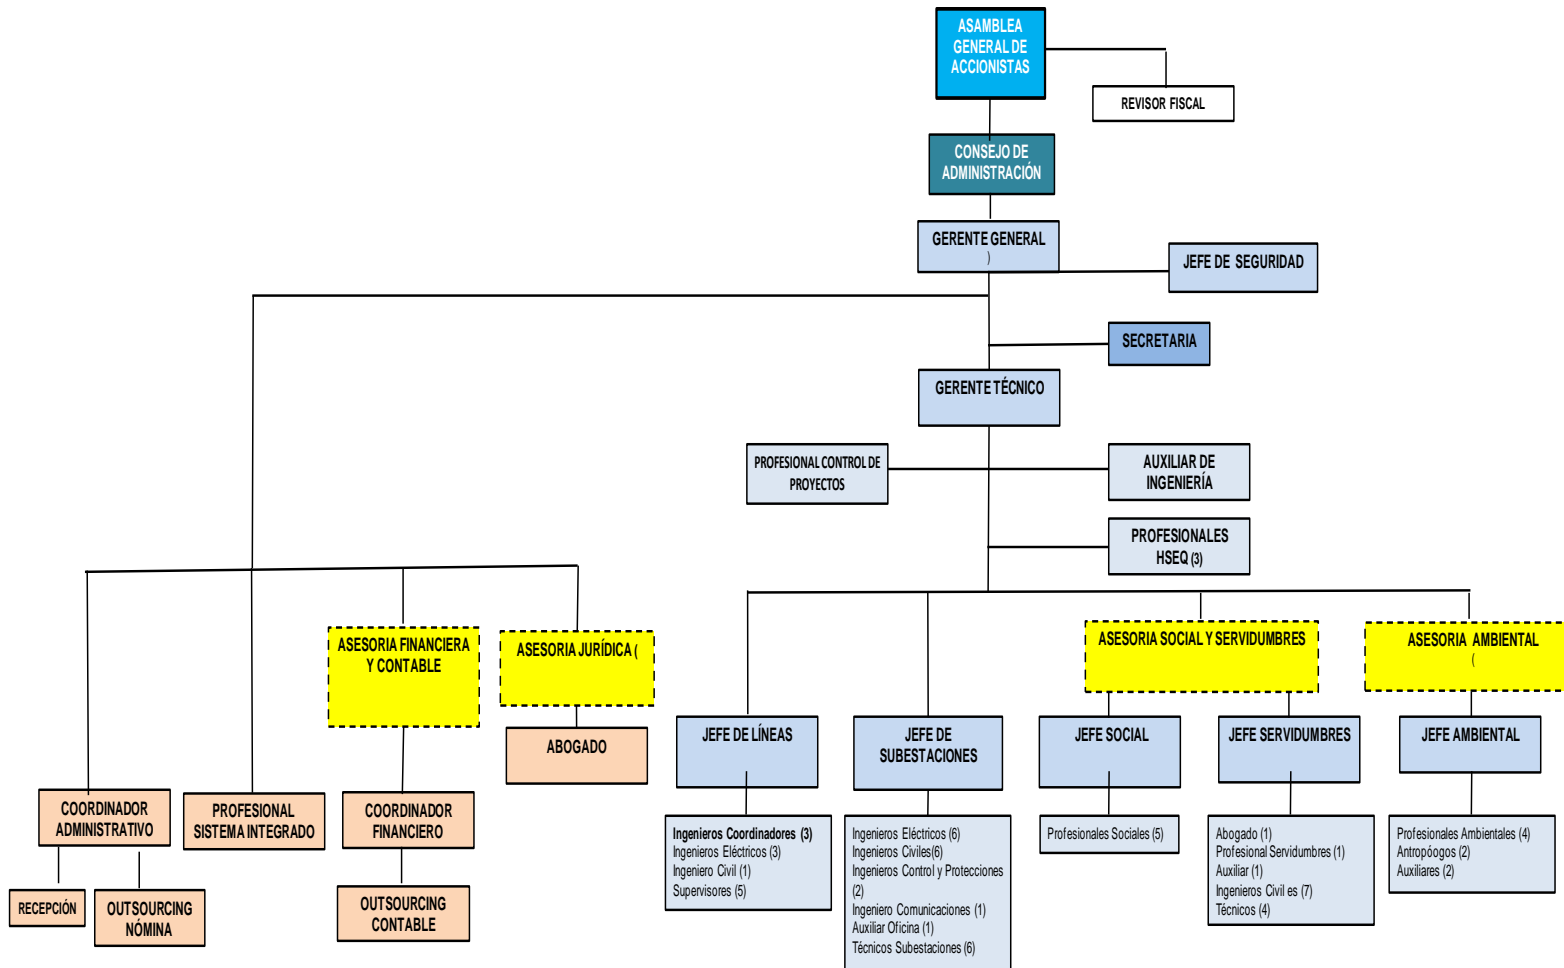 ASAMBLEA
GENERAL DE
ACCIONISTAS
REVISOR FISCAL
CONSEJO DE
ADMINISTRACIÓN
GERENTE GENERAL
)
JEFE DE SEGURIDAD
SECRETARIA
GERENTE TÉCNICO
PROFESIONAL CONTROL DE
PROYECTOS
AUXILIAR DE
INGENIERÍA
PROFESIONALES
HSEQ (3)
ASESORIA FINANCIERA
Y CONTABLE
ASESORIA JURÍDICA (
ASESORIA SOCIAL Y SERVIDUMBRES
ASESORIA AMBIENTAL
(
ABOGADO
JEFE DE LÍNEAS
JEFE DE
SUBESTACIONES
JEFE SOCIAL
JEFE SERVIDUMBRES
JEFE AMBIENTAL
COORDINADOR
ADMINISTRATIVO
PROFESIONAL
SISTEMA INTEGRADO
COORDINADOR
FINANCIERO
RECEPCIÓN
OUTSOURCING
NÓMINA
OUTSOURCING
CONTABLE
Ingenieros Coordinadores (3)
Ingenieros Eléctricos (3)
Ingeniero Civil (1)
Supervisores (5)
Ingenieros Eléctricos (6)
Ingenieros Civiles(6)
Ingenieros Control y Protecciones
(2)
Ingeniero Comunicaciones (1)
Auxiliar Oficina (1)
Técnicos Subestaciones (6)
Profesionales Sociales (5)
Abogado (1)
Profesional Servidumbres (1)
Auxiliar (1)
Ingenieros Civil es (7)
Técnicos (4)
Profesionales Ambientales (4)
Antropóogos (2)
Auxiliares (2)